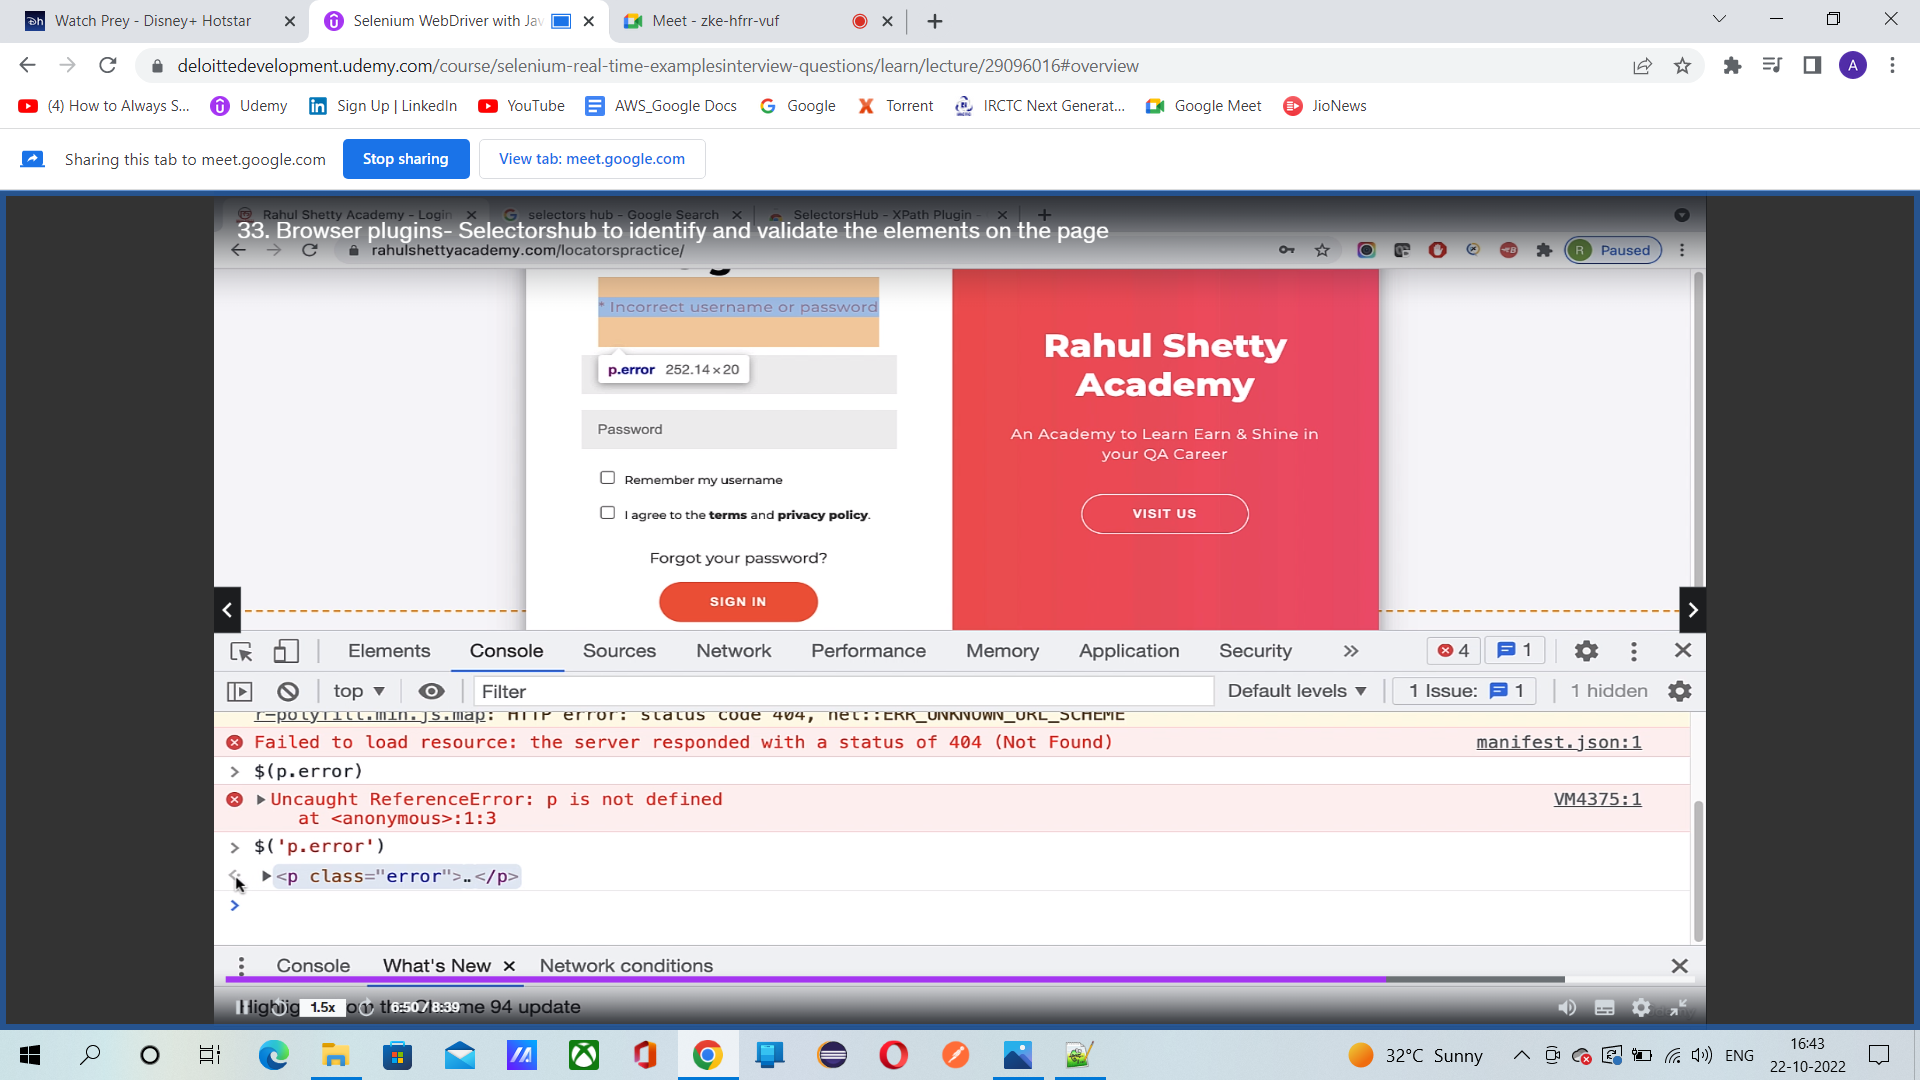 Watch Prey - Disney+ Hotstar
Selenium WebDriver with Jav
Meet - zke-hfrr-vuf
deloittedevelopment.udemy.com/course/selenium-real-time-examplesinterview-questions/learn/lecture/29096016#overview
A
(4) How to Always S...
Udemy
Sign Up | LinkedIn
YouTube
AWS_Google Docs
Google
Torrent
IRCTC Next Generat...
Google Meet
JioNews
Sharing this tab to meet.google.com
Stop sharing
View tab: meet.google.com
Rahul Shetty Academy - Login
selectors hub - Google Search
SelectorsHub - XPath Plugin -
33. Browser plugins- Selectorshub to identify and validate the elements on the page
rahulshettyacademy.com/locatorspractice/
R
Paused
* Incorrect username or password
p.error 252.14×20
Password
Remember my username
I agree to the terms and privacy policy.
Forgot your password?
SIGN IN
Rahul Shetty
Academy
An Academy to Learn Earn & Shine in
your QA Career
VISIT US
Elements
Console
Sources
Network
Performance
Memory
Application
Security
4
1
top
Filter
Default levels
1 Issue: 1
1 hidden
r-polyfill.min.js.map: HTTP error: status code 404, net::ERR_UNKNOWN_URL_SCHEME
Failed to load resource: the server responded with a status of 404 (Not Found)
manifest.json:1
> $(p.error)
Uncaught ReferenceError: p is not defined
VM4375:1
at <anonymous>:1:3
> $('p.error')
<p class="error">…</p>
>
Console
What's New
Network conditions
1.5x
6:50 / 8:39
Chrome 94 update
32°C Sunny
ENG
16:43
22-10-2022